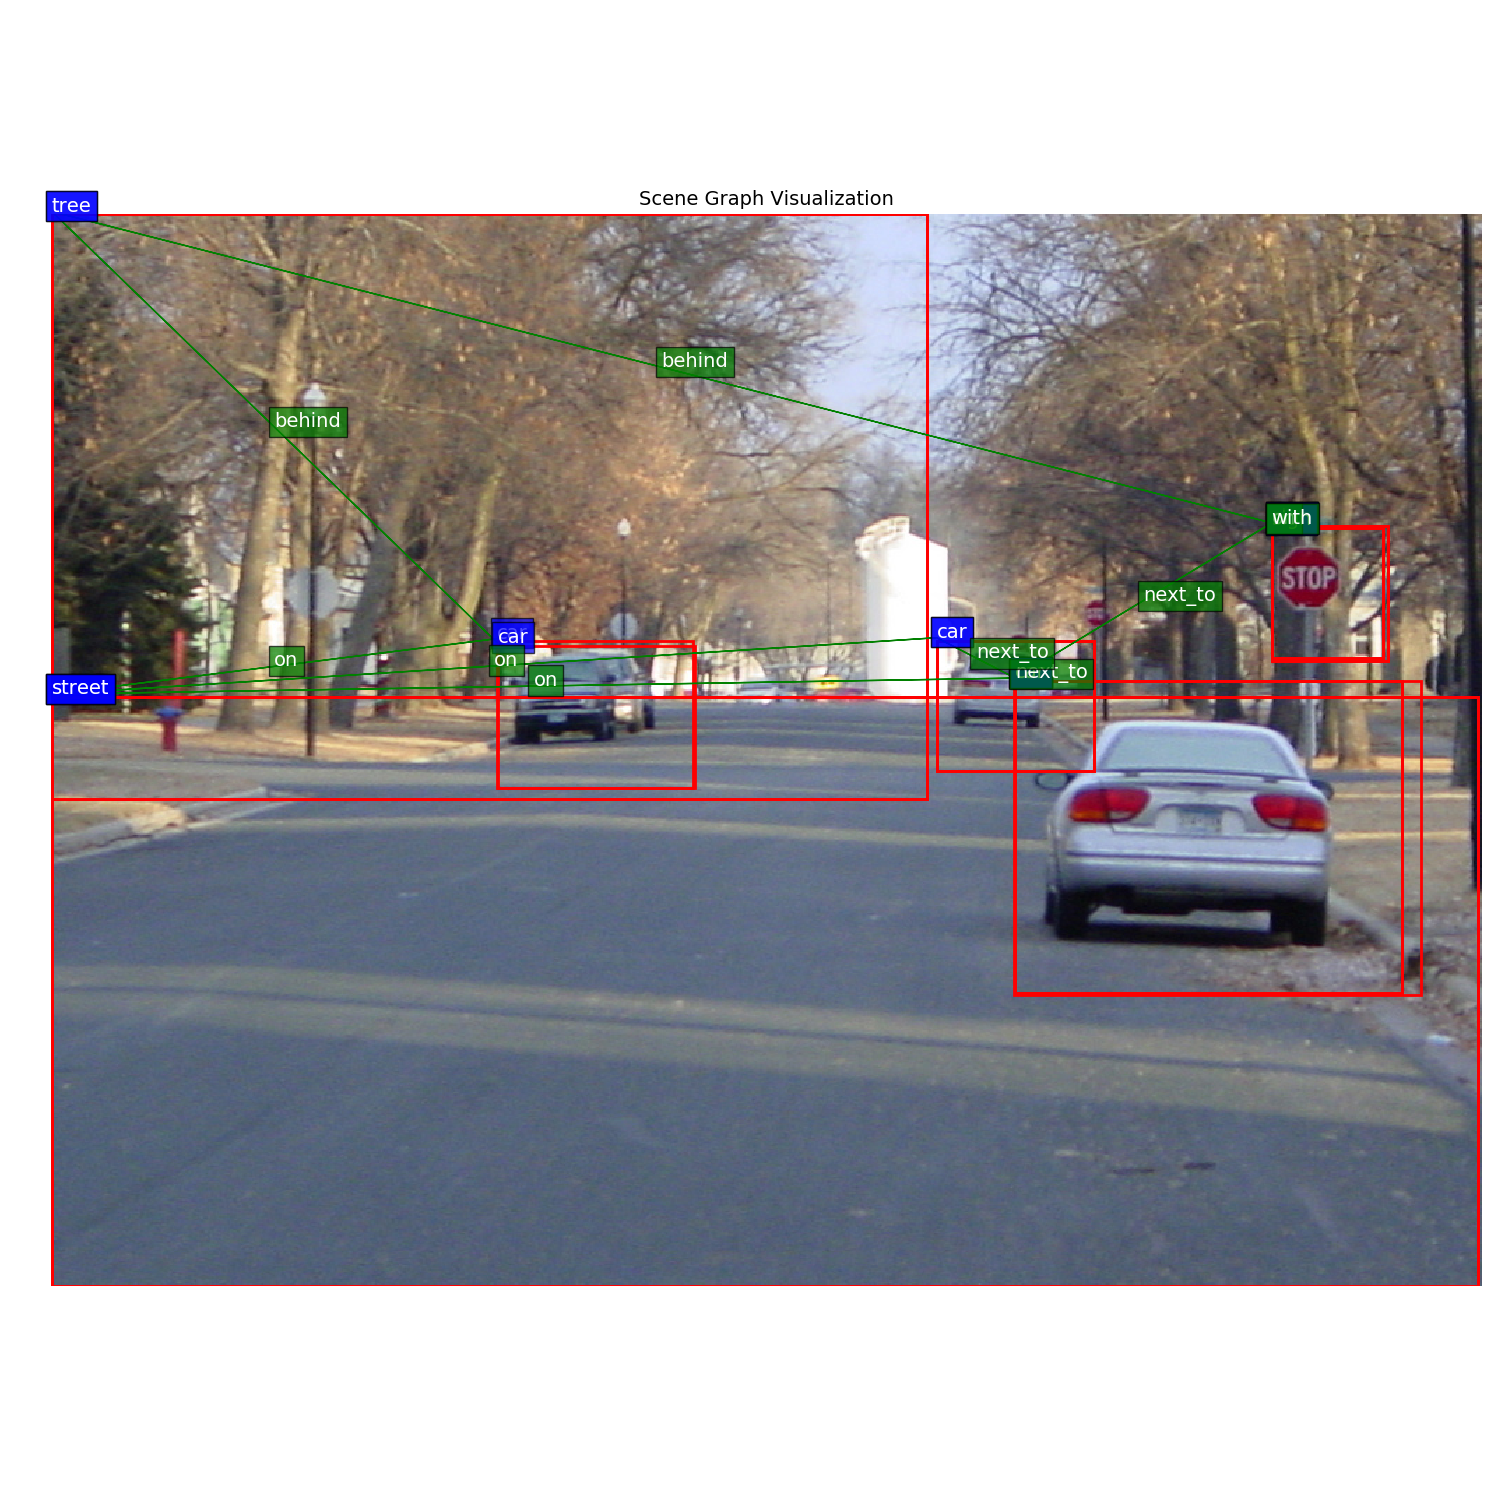 Scene Graph Visualization
tree
behind
behind
with
STOP
next_to
car
car
on
on
next_to
next_to
on
street